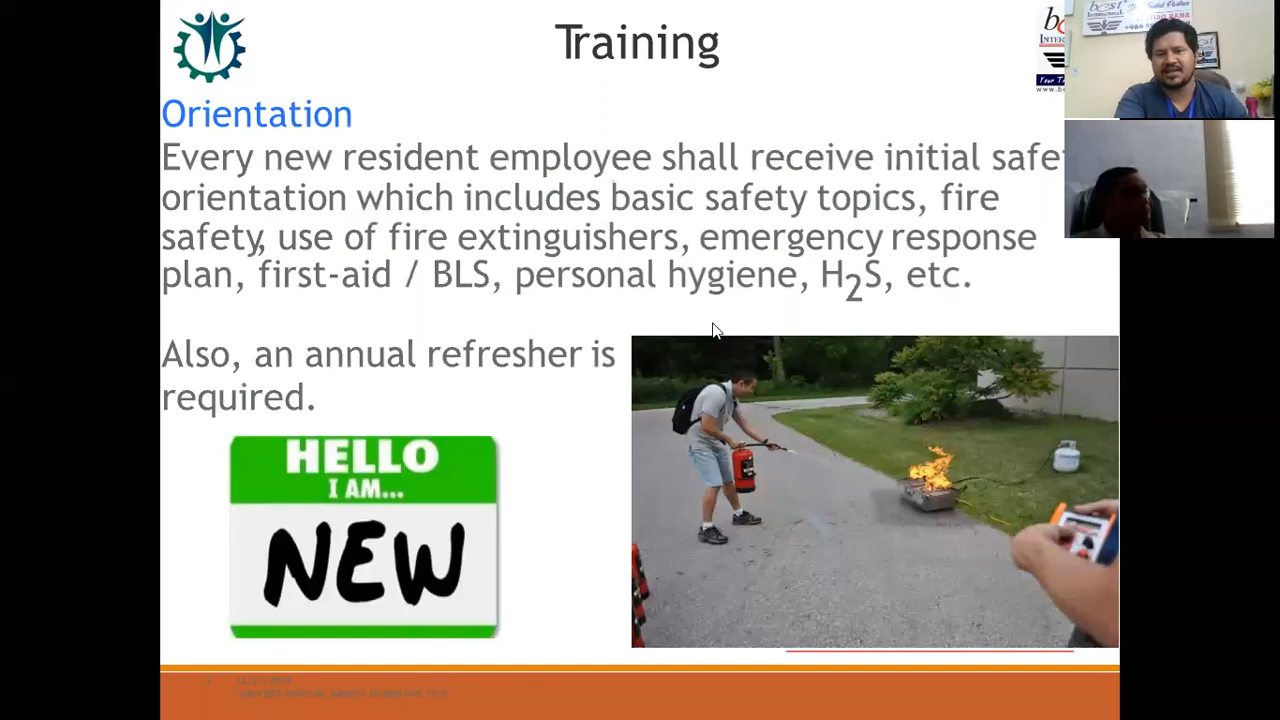 Training
Orientation
Every new resident employee shall receive initial safe
orientation which includes basic safety topics, fire
safety, use of fire extinguishers, emergency response
plan, first-aid / BLS, personal hygiene, H2S, etc.
Also, an annual refresher is
required.
HELLO
I AM...
NEW
best
INTERNATIONAL